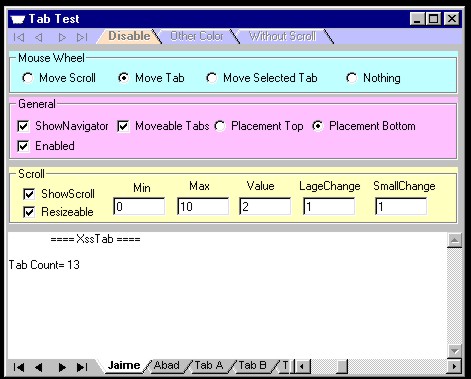 Tab Test
Disable Other Color Without Scroll
Mouse Wheel
Move Scroll Move Tab Move Selected Tab Nothing
General
ShowNavigator Moveable Tabs Placement Top Placement Bottom
Enabled
Scroll
ShowScroll Min Max Value LageChange SmallChange
Resizeable 0 10 2 1 1
==== XssTab ====
Tab Count= 13
Jaime Abad Tab A Tab B T